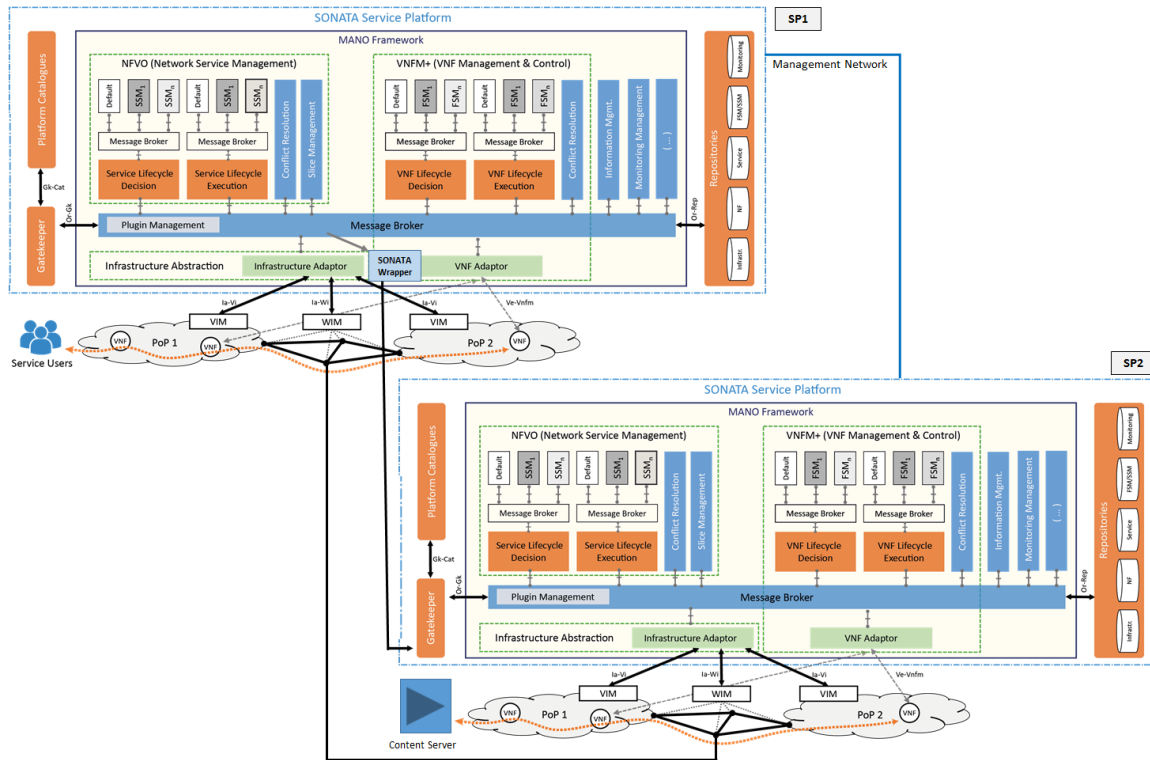 SONATA Service Platform
SP1
MANO Framework
Management Network
Platform Catalogues
Gk-Cat
Gatekeeper
Or-Gk
NFVO (Network Service Management)
Default
SSM1
SSMn
Default
SSM1
SSMn
Message Broker
Message Broker
Service Lifecycle
Decision
Service Lifecycle
Execution
Conflict Resolution
Slice Management
VNFM+ (VNF Management & Control)
Default
FSM1
FSMn
Default
FSM1
FSMn
Message Broker
Message Broker
VNF Lifecycle
Decision
VNF Lifecycle
Execution
Conflict Resolution
Information Mgmt.
Monitoring Management
( ... )
Plugin Management
Message Broker
Or-Rep
Repositories
Monitoring
FSM/SSM
Service
NF
Infrastr.
Infrastructure Abstraction
Infrastructure Adaptor
SONATA
Wrapper
VNF Adaptor
Ia-Vi
Ia-Wi
Ia-Vi
Ve-Vnfm
VIM
WIM
VIM
Service Users
VNF
PoP 1
VNF
PoP 2
VNF
SP2
SONATA Service Platform
MANO Framework
Platform Catalogues
Gk-Cat
Gatekeeper
Or-Gk
NFVO (Network Service Management)
Default
SSM1
SSMn
Default
SSM1
SSMn
Message Broker
Message Broker
Service Lifecycle
Decision
Service Lifecycle
Execution
Conflict Resolution
Slice Management
VNFM+ (VNF Management & Control)
Default
FSM1
FSMn
Default
FSM1
FSMn
Message Broker
Message Broker
VNF Lifecycle
Decision
VNF Lifecycle
Execution
Conflict Resolution
Information Mgmt.
Monitoring Management
( ... )
Plugin Management
Message Broker
Or-Rep
Repositories
Monitoring
FSM/SSM
Service
NF
Infrastr.
Infrastructure Abstraction
Infrastructure Adaptor
VNF Adaptor
Ia-Vi
Ia-Wi
Ia-Vi
Ve-Vnfm
VIM
WIM
VIM
Content Server
VNF
PoP 1
VNF
PoP 2
VNF